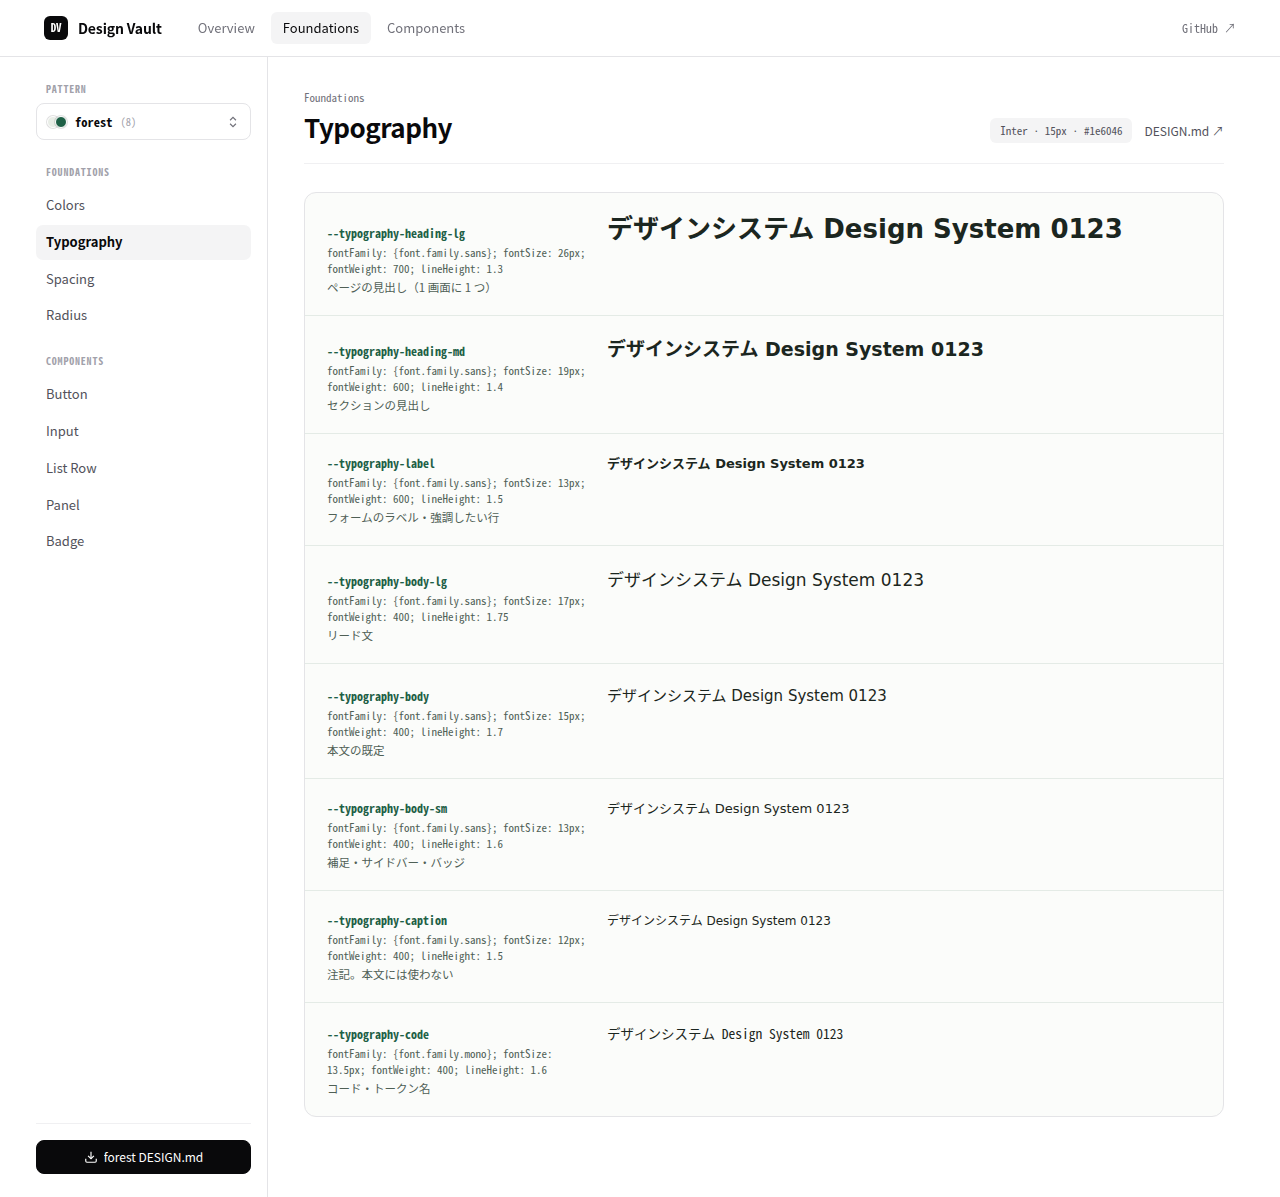 DV Design Vault Overview Foundations Components GitHub ↗
PATTERN
forest (8)
FOUNDATIONS
Colors
Typography
Spacing
Radius
COMPONENTS
Button
Input
List Row
Panel
Badge
forest DESIGN.md
Foundations
Typography
Inter · 15px · #1e6046 DESIGN.md ↗
--typography-heading-lg
fontFamily: {font.family.sans}; fontSize: 26px;
fontWeight: 700; lineHeight: 1.3
ページの見出し（1 画面に 1 つ）
デザインシステム Design System 0123
--typography-heading-md
fontFamily: {font.family.sans}; fontSize: 19px;
fontWeight: 600; lineHeight: 1.4
セクションの見出し
デザインシステム Design System 0123
--typography-label
fontFamily: {font.family.sans}; fontSize: 13px;
fontWeight: 600; lineHeight: 1.5
フォームのラベル・強調したい行
デザインシステム Design System 0123
--typography-body-lg
fontFamily: {font.family.sans}; fontSize: 17px;
fontWeight: 400; lineHeight: 1.75
リード文
デザインシステム Design System 0123
--typography-body
fontFamily: {font.family.sans}; fontSize: 15px;
fontWeight: 400; lineHeight: 1.7
本文の既定
デザインシステム Design System 0123
--typography-body-sm
fontFamily: {font.family.sans}; fontSize: 13px;
fontWeight: 400; lineHeight: 1.6
補足・サイドバー・バッジ
デザインシステム Design System 0123
--typography-caption
fontFamily: {font.family.sans}; fontSize: 12px;
fontWeight: 400; lineHeight: 1.5
注記。本文には使わない
デザインシステム Design System 0123
--typography-code
fontFamily: {font.family.mono}; fontSize:
13.5px; fontWeight: 400; lineHeight: 1.6
コード・トークン名
デザインシステム Design System 0123